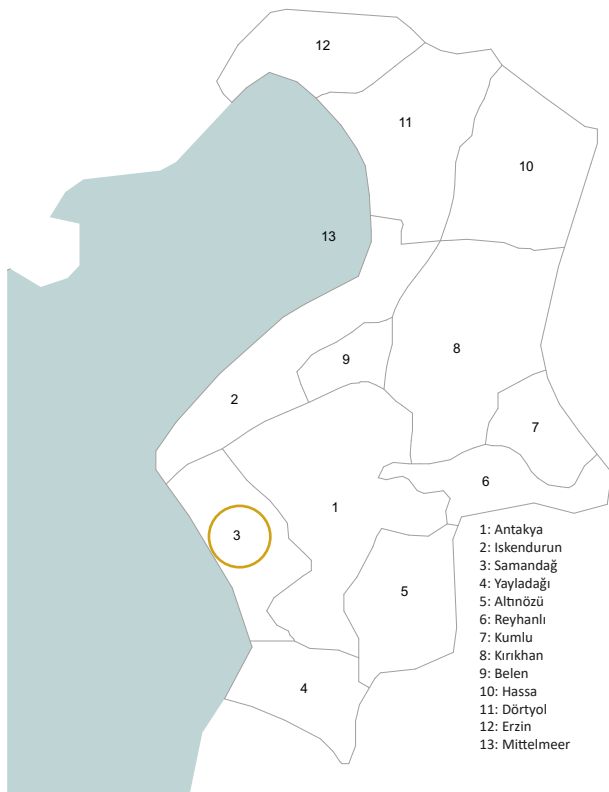 12
11
10
13
8
9
2
7
6
1
3
5
4
1: Antakya
2: Iskendurun
3: Samandağ
4: Yayladağı
5: Altınözü
6: Reyhanlı
7: Kumlu
8: Kırıkhan
9: Belen
10: Hassa
11: Dörtyol
12: Erzin
13: Mittelmeer